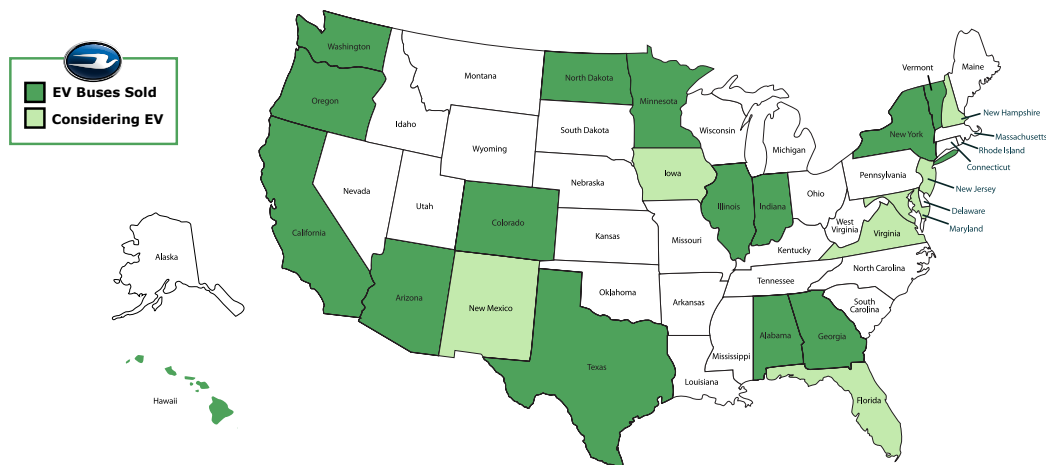 EV Buses Sold
Considering EV
Washington
Oregon
California
Idaho
Nevada
Montana
Wyoming
Utah
Arizona
Colorado
New Mexico
North Dakota
South Dakota
Nebraska
Kansas
Oklahoma
Texas
Minnesota
Iowa
Missouri
Arkansas
Louisiana
Wisconsin
Illinois
Michigan
Indiana
Ohio
Kentucky
Tennessee
Mississippi
Alabama
Georgia
Florida
South
Carolina
North Carolina
Virginia
West
Virginia
Pennsylvania
New York
Vermont
Maine
New Hampshire
Massachusetts
Rhode Island
Connecticut
New Jersey
Delaware
Maryland
Alaska
Hawaii